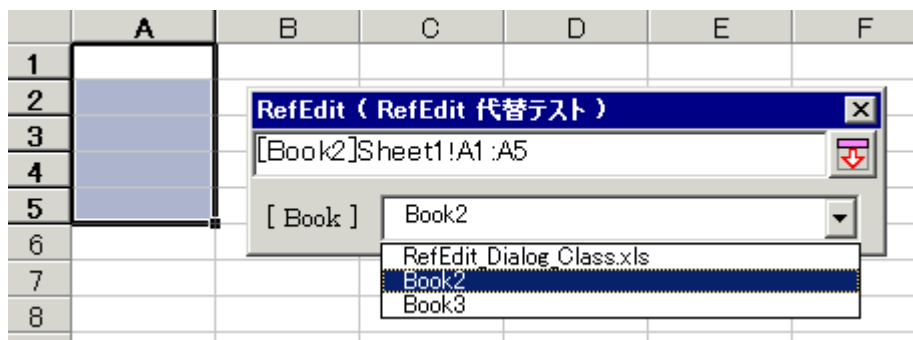 A B C D E F
1
2
3
4
5
6
7
8
RefEdit ( RefEdit 代替テスト )
[Book2]Sheet1!A1:A5
[ Book ] Book2
RefEdit_Dialog_Class.xls
Book2
Book3